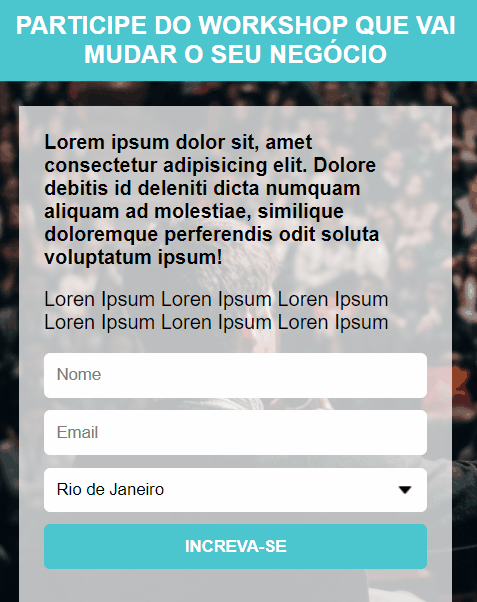 PARTICIPE DO WORKSHOP QUE VAI
MUDAR O SEU NEGÓCIO
Lorem ipsum dolor sit, amet
consectetur adipisicing elit. Dolore
debitis id deleniti dicta numquam
aliquam ad molestiae, similique
doloremque perferendis odit soluta
voluptatum ipsum!
Loren Ipsum Loren Ipsum Loren Ipsum
Loren Ipsum Loren Ipsum Loren Ipsum
Nome
Email
Rio de Janeiro
INCREVA-SE